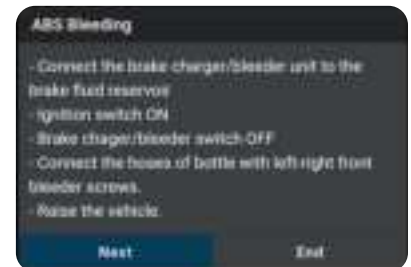 ABS Bleeding
- Connect the brake charger/bleeder unit to the
brake fluid reservoir
- Ignition switch ON
- Brake chager/bleeder switch OFF
- Connect the hoses of bottle with left-right front
bleeder screws.
- Raise the vehicle.
Next
End